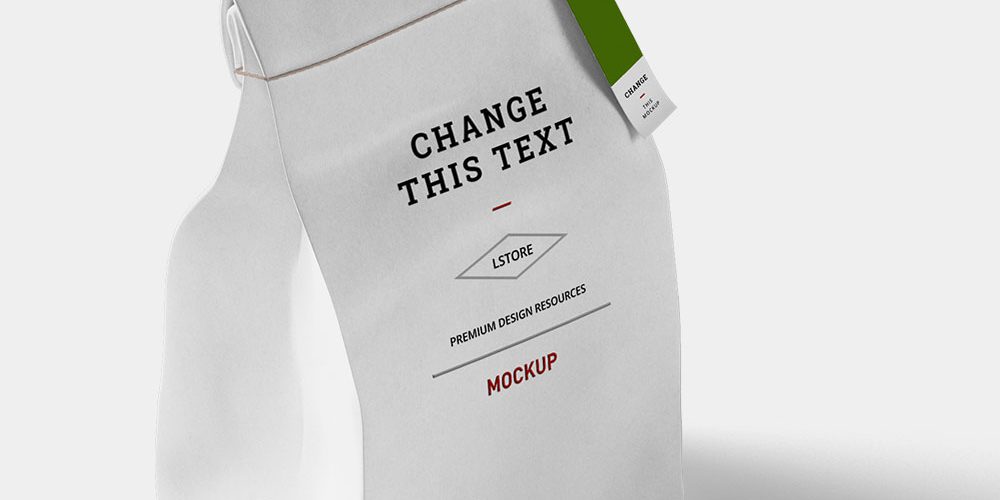 CHANGE
THIS TEXT
LSTORE
PREMIUM DESIGN RESOURCES
MOCKUP
CHANGE
THIS
MOCKUP